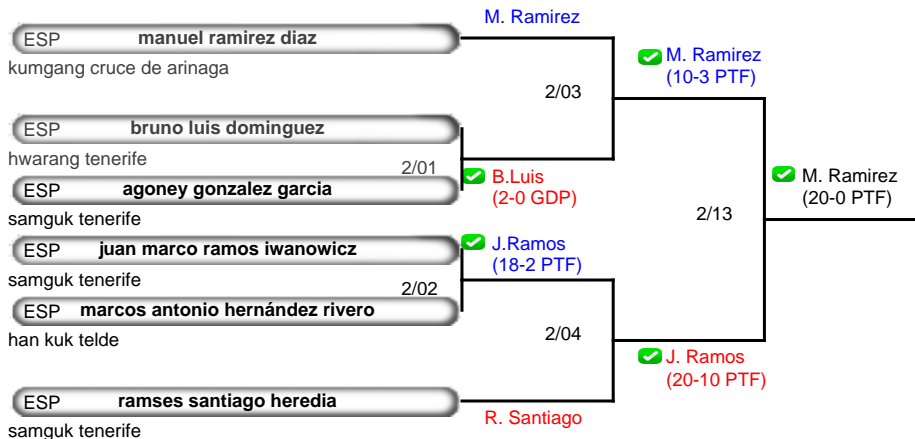 M. Ramirez
ESP manuel ramirez diaz
kumgang cruce de arinaga
M. Ramirez
(10-3 PTF)
2/03
ESP bruno luis dominguez
hwarang tenerife
2/01
B.Luis
(2-0 GDP)
ESP agoney gonzalez garcia
samguk tenerife
M. Ramirez
(20-0 PTF)
2/13
ESP juan marco ramos iwanowicz
samguk tenerife
J.Ramos
(18-2 PTF)
2/02
ESP marcos antonio hernández rivero
han kuk telde
2/04
J. Ramos
(20-10 PTF)
ESP ramses santiago heredia
samguk tenerife
R. Santiago